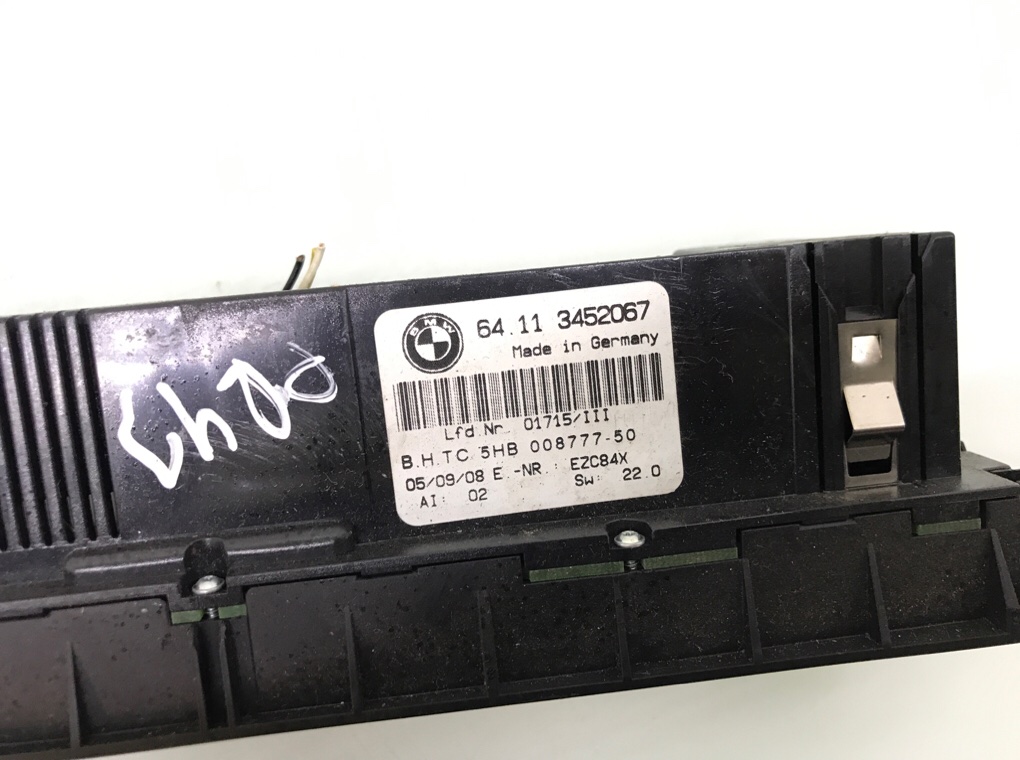 BMW
64.11 3452067
Made in Germany
Lfd.Nr. 01715/III
B.H.TC 5HB 008777-50
05/09/08 E.-NR.: EZC84X
AI: 02 Sw: 22.0